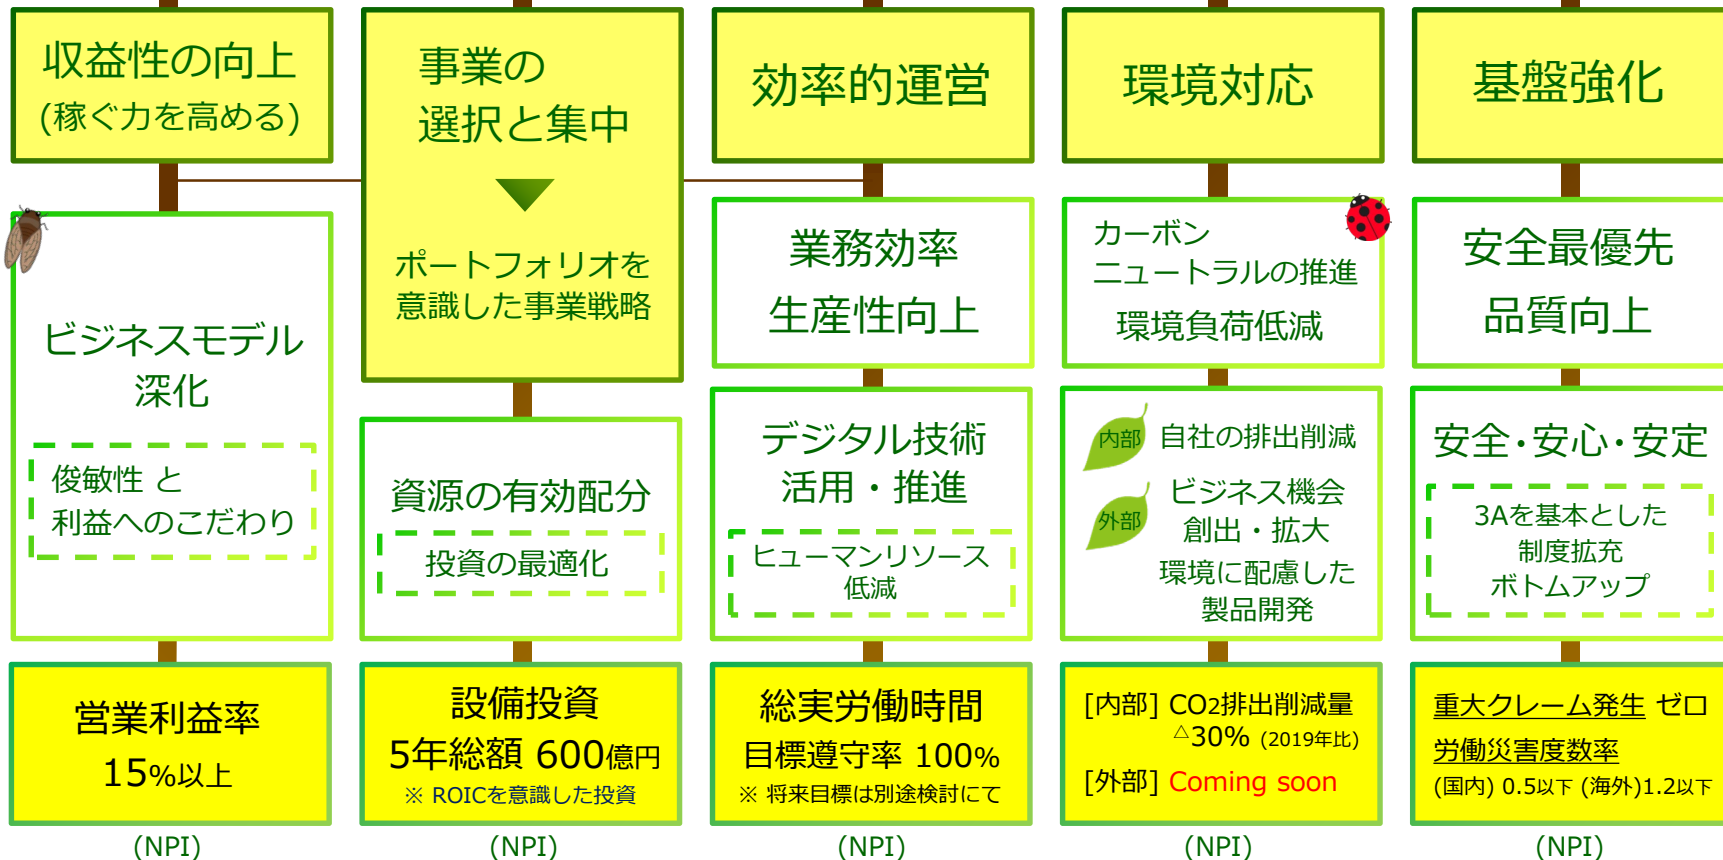 収益性の向上
(稼ぐ力を高める)
ビジネスモデル
深化
俊敏性 と
利益へのこだわり
営業利益率
15%以上
(NPI)
事業の
選択と集中
ポートフォリオを
意識した事業戦略
資源の有効配分
投資の最適化
設備投資
5年総額 600億円
※ ROICを意識した投資
(NPI)
効率的運営
業務効率
生産性向上
デジタル技術
活用・推進
ヒューマンリソース
低減
総実労働時間
目標遵守率 100%
※ 将来目標は別途検討にて
(NPI)
環境対応
カーボン
ニュートラルの推進
環境負荷低減
内部 自社の排出削減
外部 ビジネス機会
創出・拡大
環境に配慮した
製品開発
[内部] CO2排出削減量
△30% (2019年比)
[外部] Coming soon
(NPI)
基盤強化
安全最優先
品質向上
安全・安心・安定
3Aを基本とした
制度拡充
ボトムアップ
重大クレーム発生 ゼロ
労働災害度数率
(国内) 0.5以下 (海外)1.2以下
(NPI)